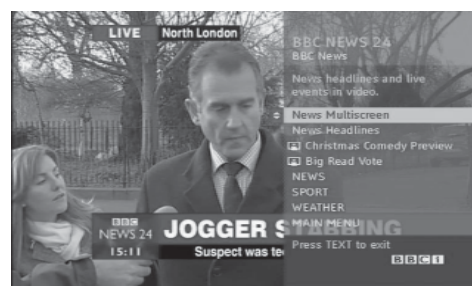 LIVE North London
BBC NEWS 24
BBC News
News headlines and live
events in video.
News Multiscreen
News Headlines
Christmas Comedy Preview
Big Read Vote
NEWS
SPORT
WEATHER
MAIN MENU
Press TEXT to exit
BBCi
BBC
NEWS 24
15:11
JOGGER STABBING
Suspect was